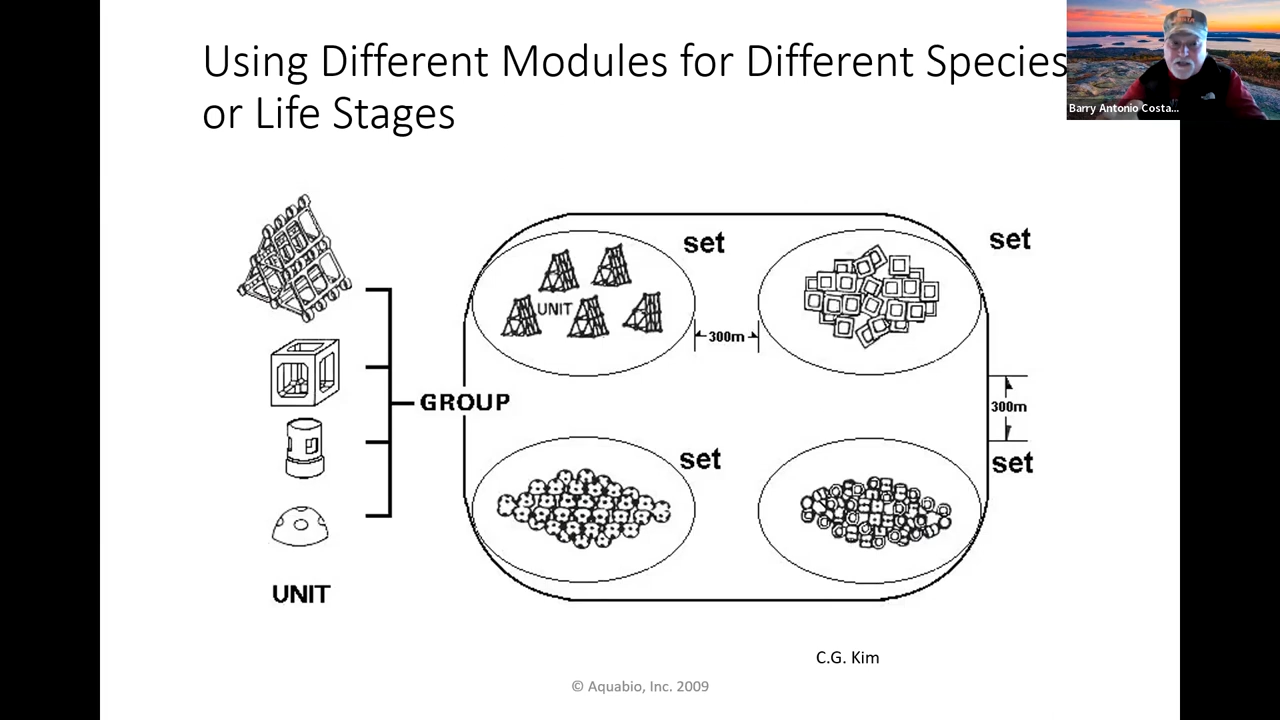 Using Different Modules for Different Species
or Life Stages
Barry Antonio Costa...
set
set
UNIT
300m
GROUP
300m
set
set
UNIT
C.G. Kim
© Aquabio, Inc. 2009